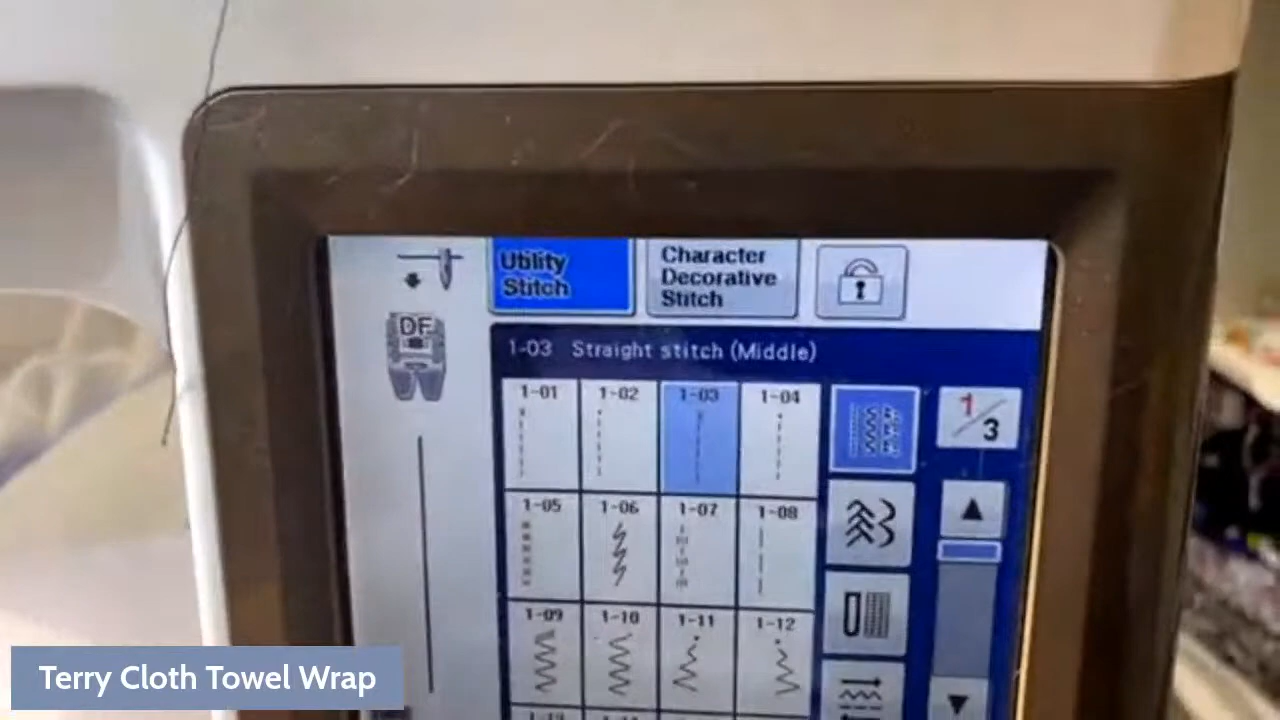 Utility
Stitch
Character
Decorative
Stitch
DF
1-03 Straight stitch (Middle)
1-01 1-02 1-03 1-04
1/3
1-05 1-06 1-07 1-08
1-09 1-10 1-11 1-12
Terry Cloth Towel Wrap